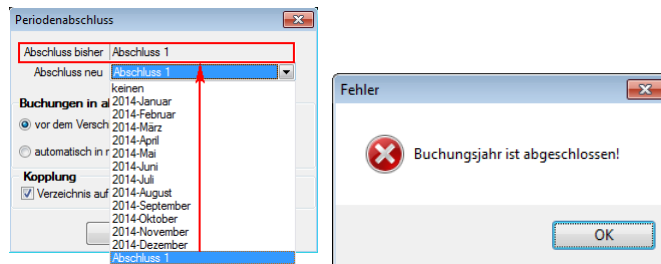 Periodenabschluss
Abschluss bisher Abschluss 1
Abschluss neu Abschluss 1
keinen
2014-Januar
Buchungen in al
2014-Februar
vor dem Versch
2014-März
2014-April
automatisch in r
2014-Mai
2014-Juni
Kopplung
2014-Juli
Verzeichnis auf
2014-August
2014-September
2014-Oktober
2014-November
2014-Dezember
Abschluss 1
Fehler
Buchungsjahr ist abgeschlossen!
OK